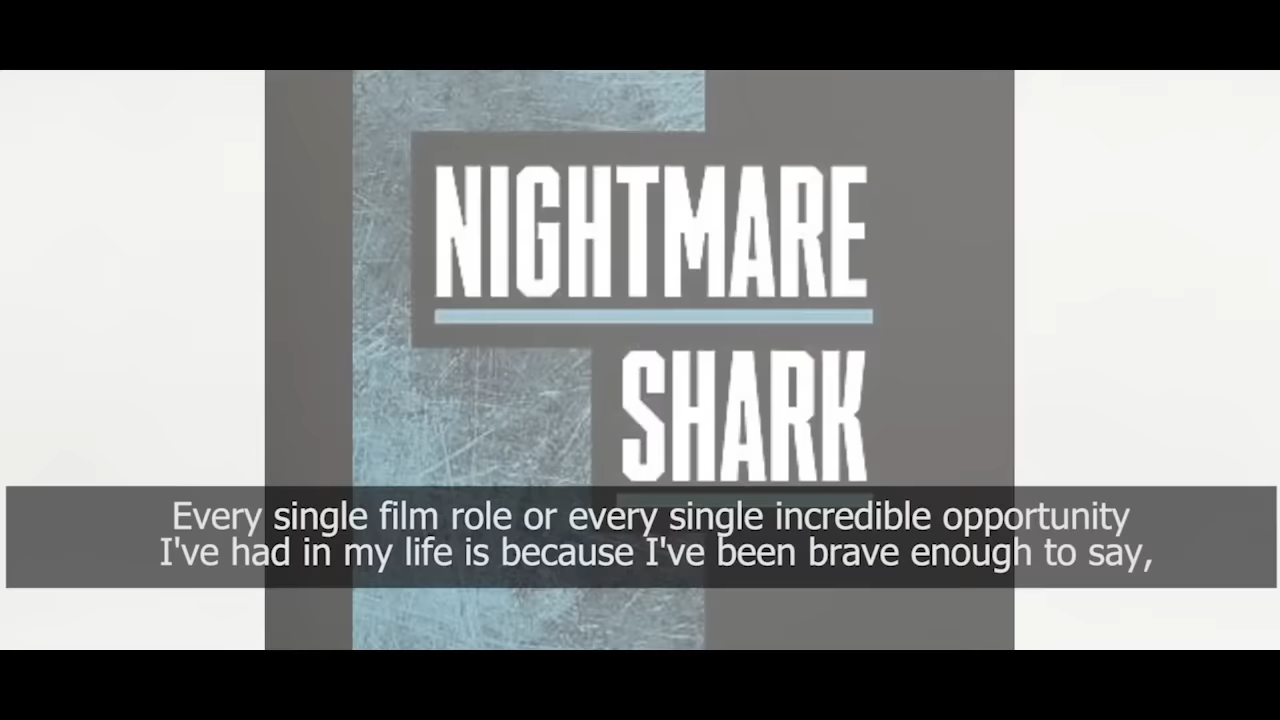 NIGHTMARE
SHARK
Every single film role or every single incredible opportunity
I've had in my life is because I've been brave enough to say,